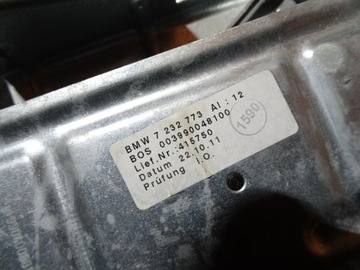 BMW 7 232 773 AI : 12
BOS 003990048100
Lief.Nr.:415750
Datum 22.10.11
Prüfung I.O.
1590